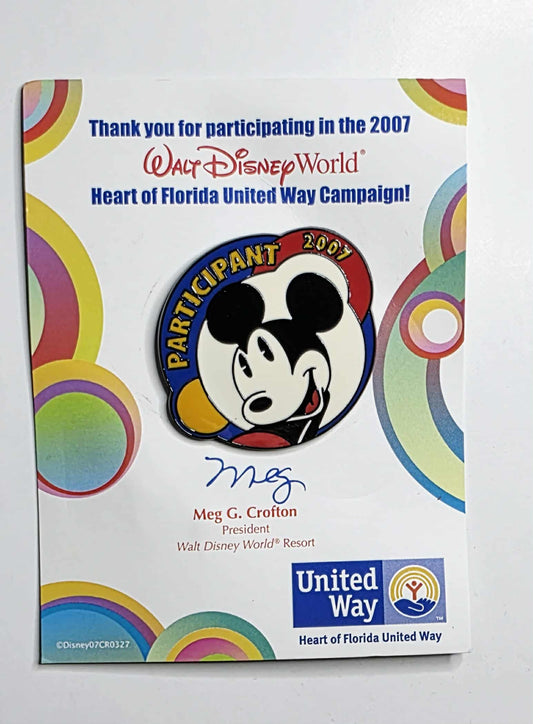 Thank you for participating in the 2007
WALT DISNEY World®
Heart of Florida United Way Campaign!
PARTICIPANT 2007
Meg
Meg G. Crofton
President
Walt Disney World® Resort
United
Way
TM
Heart of Florida United Way
©Disney07CR0327